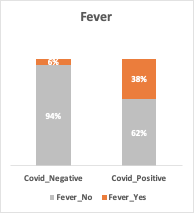 Fever
6% 38%
94% 62%
Covid_Negative Covid_Positive
Fever_No Fever_Yes